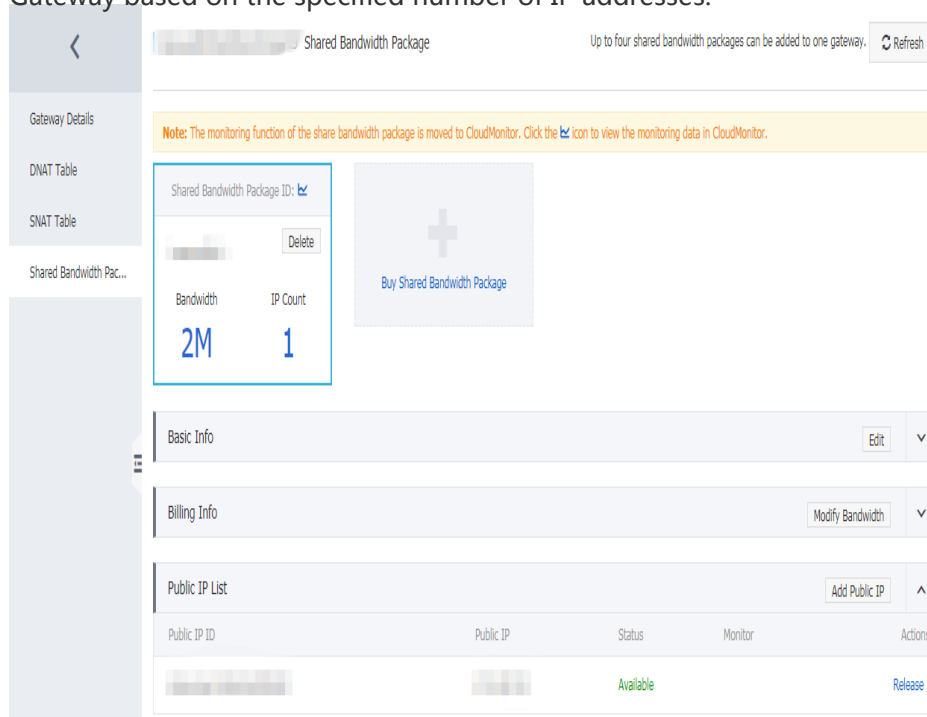 Gateway based on the specified number of IP addresses.
Shared Bandwidth Package
Up to four shared bandwidth packages can be added to one gateway.
Refresh
Gateway Details
DNAT Table
SNAT Table
Shared Bandwidth Pac...
Note: The monitoring function of the share bandwidth package is moved to CloudMonitor. Click the icon to view the monitoring data in CloudMonitor.
Shared Bandwidth Package ID:
Delete
Bandwidth IP Count
2M 1
Buy Shared Bandwidth Package
Basic Info Edit
Billing Info Modify Bandwidth
Public IP List Add Public IP
Public IP ID Public IP Status Monitor Actions
Available Release